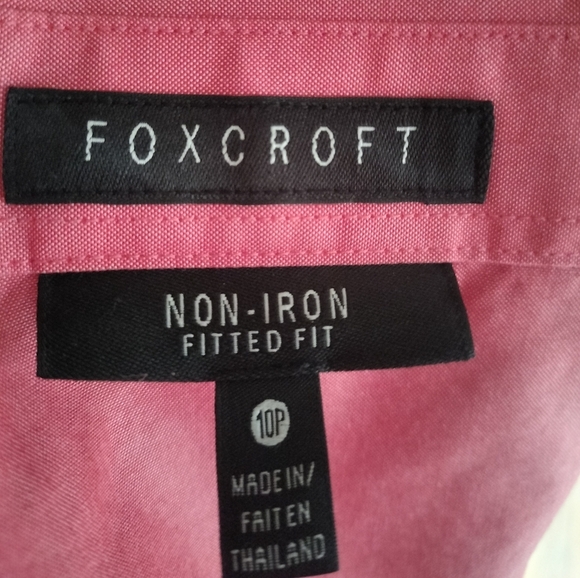 FOXCROFT
NON-IRON
FITTED FIT
10P
MADE IN/
FAIT EN
THAILAND